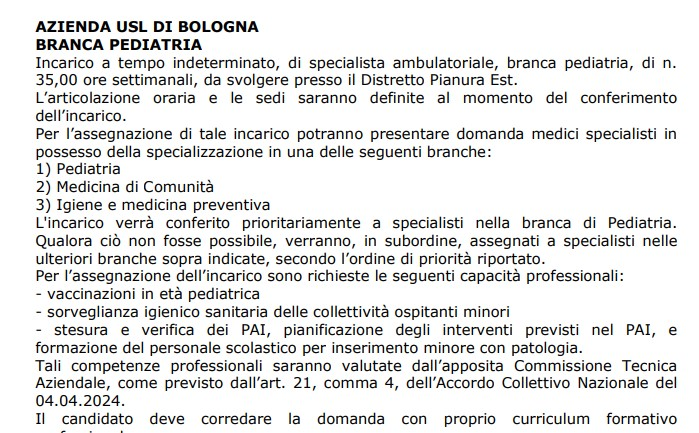 AZIENDA USL DI BOLOGNA
BRANCA PEDIATRIA
Incarico a tempo indeterminato, di specialista ambulatoriale, branca pediatria, di n.
35,00 ore settimanali, da svolgere presso il Distretto Pianura Est.
L’articolazione oraria e le sedi saranno definite al momento del conferimento
dell’incarico.
Per l’assegnazione di tale incarico potranno presentare domanda medici specialisti in
possesso della specializzazione in una delle seguenti branche:
1) Pediatria
2) Medicina di Comunità
3) Igiene e medicina preventiva
L'incarico verrà conferito prioritariamente a specialisti nella branca di Pediatria.
Qualora ciò non fosse possibile, verranno, in subordine, assegnati a specialisti nelle
ulteriori branche sopra indicate, secondo l’ordine di priorità riportato.
Per l’assegnazione dell’incarico sono richieste le seguenti capacità professionali:
- vaccinazioni in età pediatrica
- sorveglianza igienico sanitaria delle collettività ospitanti minori
- stesura e verifica dei PAI, pianificazione degli interventi previsti nel PAI, e
formazione del personale scolastico per inserimento minore con patologia.
Tali competenze professionali saranno valutate dall’apposita Commissione Tecnica
Aziendale, come previsto dall’art. 21, comma 4, dell’Accordo Collettivo Nazionale del
04.04.2024.
Il candidato deve corredare la domanda con proprio curriculum formativo